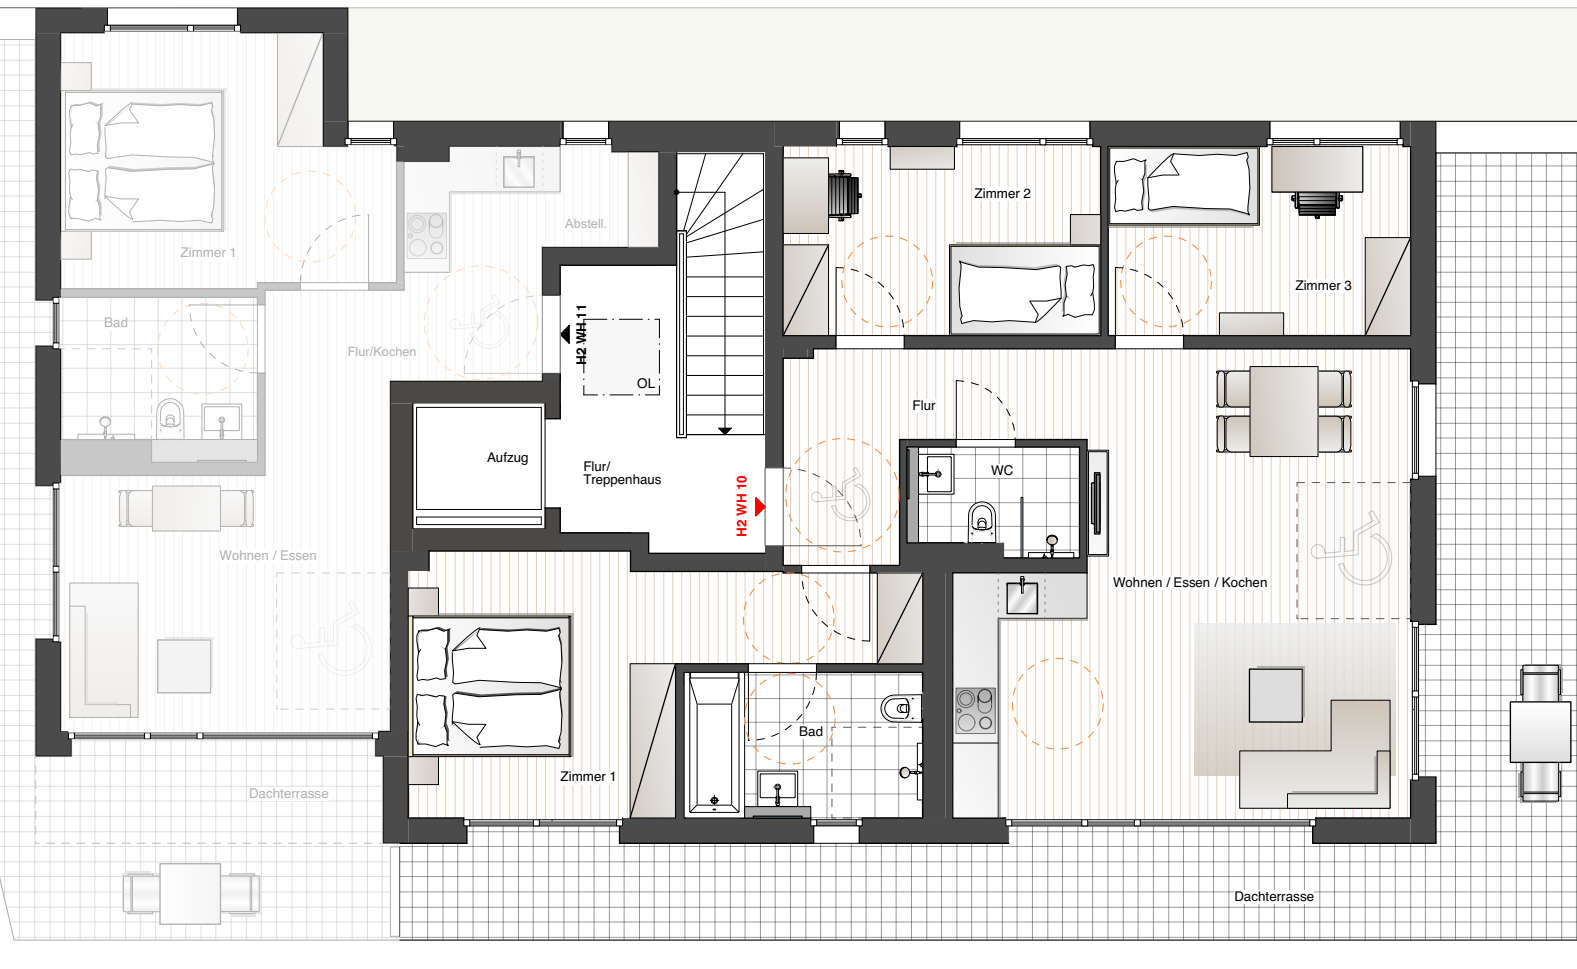 Zimmer 1
Abstell.
Bad
Flur/Kochen
Wohnen / Essen
Dachterrasse
H2 WH 11
OL
Aufzug
Flur/
Treppenhaus
H2 WH 10
Zimmer 2
Zimmer 3
Flur
WC
Wohnen / Essen / Kochen
Zimmer 1
Bad
Dachterrasse